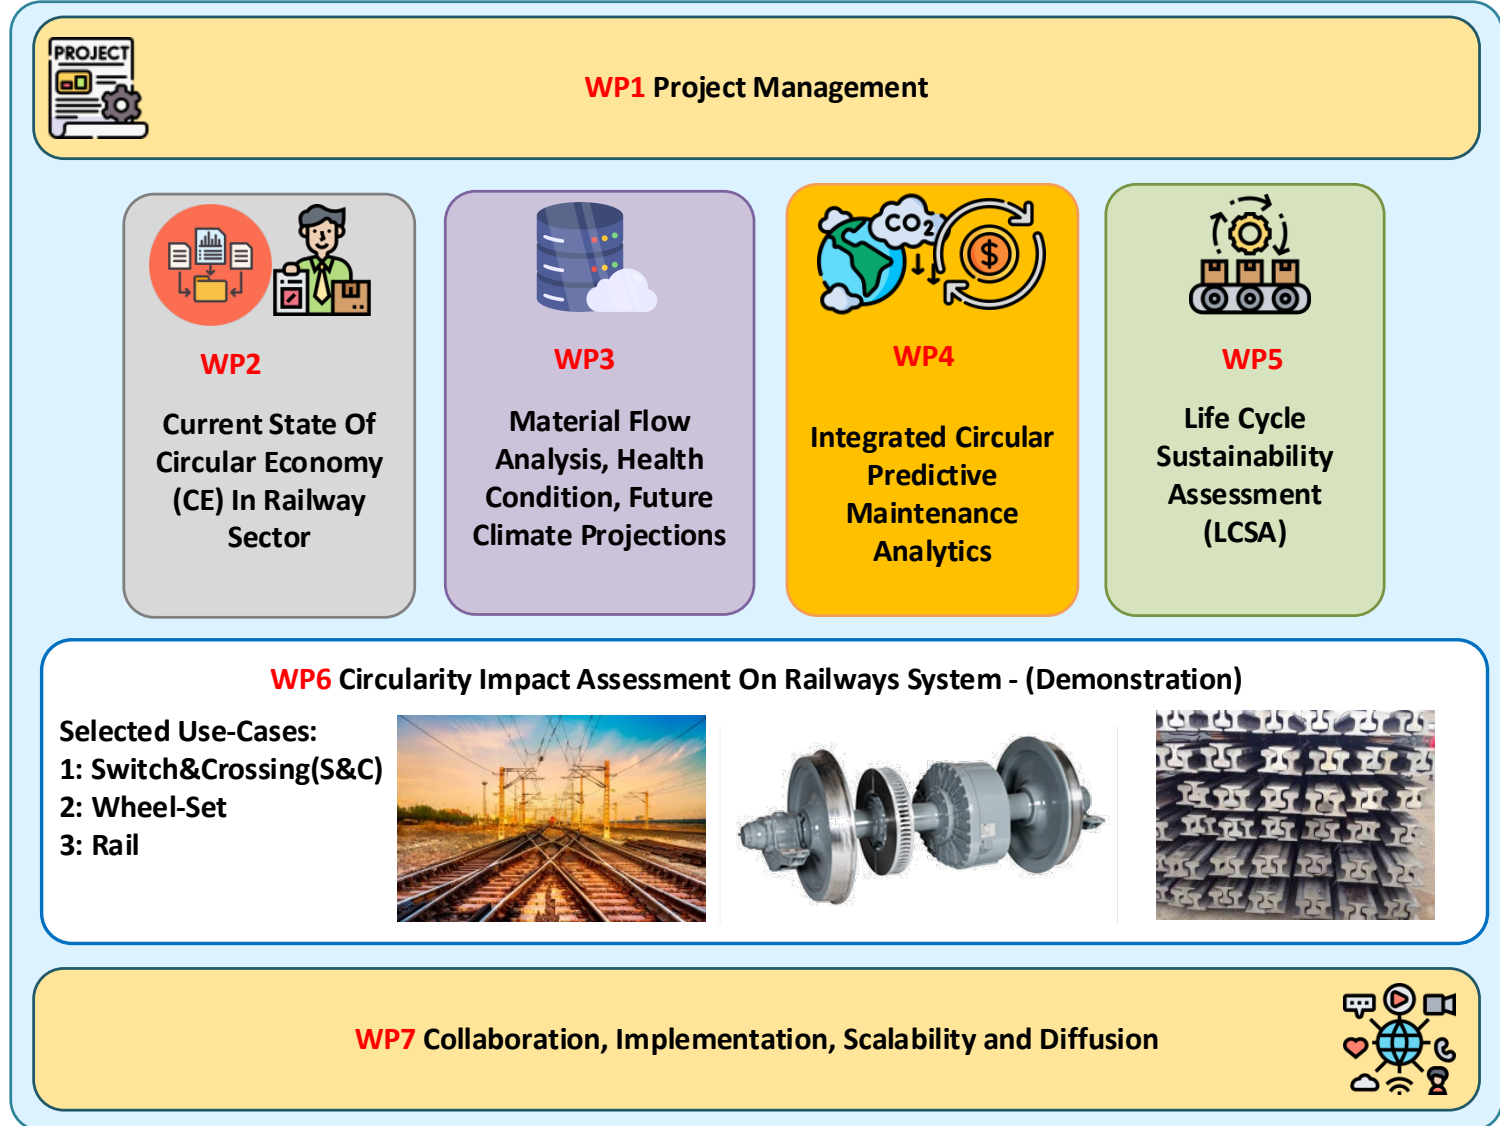 PROJECT
WP1 Project Management
WP2
Current State Of
Circular Economy
(CE) In Railway
Sector
WP3
Material Flow
Analysis, Health
Condition, Future
Climate Projections
CO2
$
WP4
Integrated Circular
Predictive
Maintenance
Analytics
WP5
Life Cycle
Sustainability
Assessment
(LCSA)
WP6 Circularity Impact Assessment On Railways System - (Demonstration)
Selected Use-Cases:
1: Switch&Crossing(S&C)
2: Wheel-Set
3: Rail
WP7 Collaboration, Implementation, Scalability and Diffusion